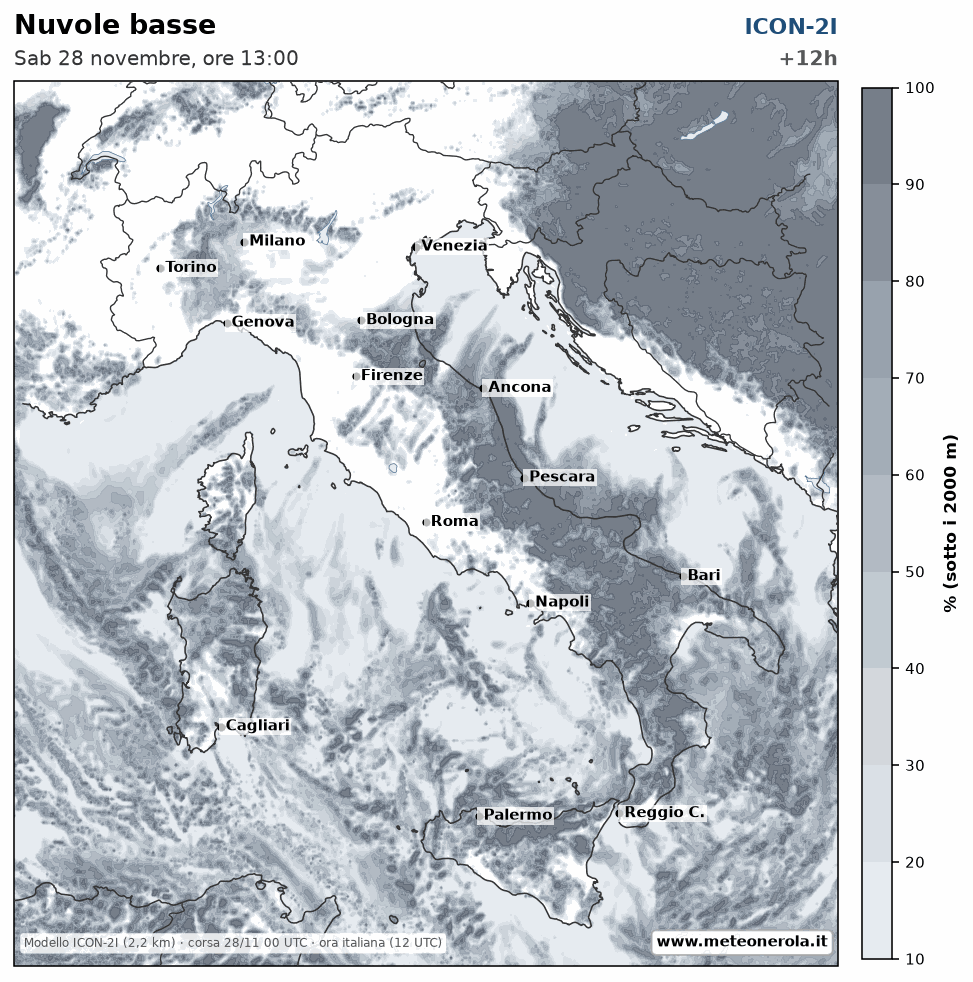 Nuvole basse
ICON-2I
Sab 28 novembre, ore 13:00
+12h
Milano
Venezia
Torino
Genova
Bologna
Firenze
Ancona
Pescara
Roma
Bari
Napoli
Cagliari
Palermo
Reggio C.
100
90
80
70
60
50
40
30
20
10
% (sotto i 2000 m)
Modello ICON-2I (2,2 km) · corsa 28/11 00 UTC · ora italiana (12 UTC)
www.meteonerola.it